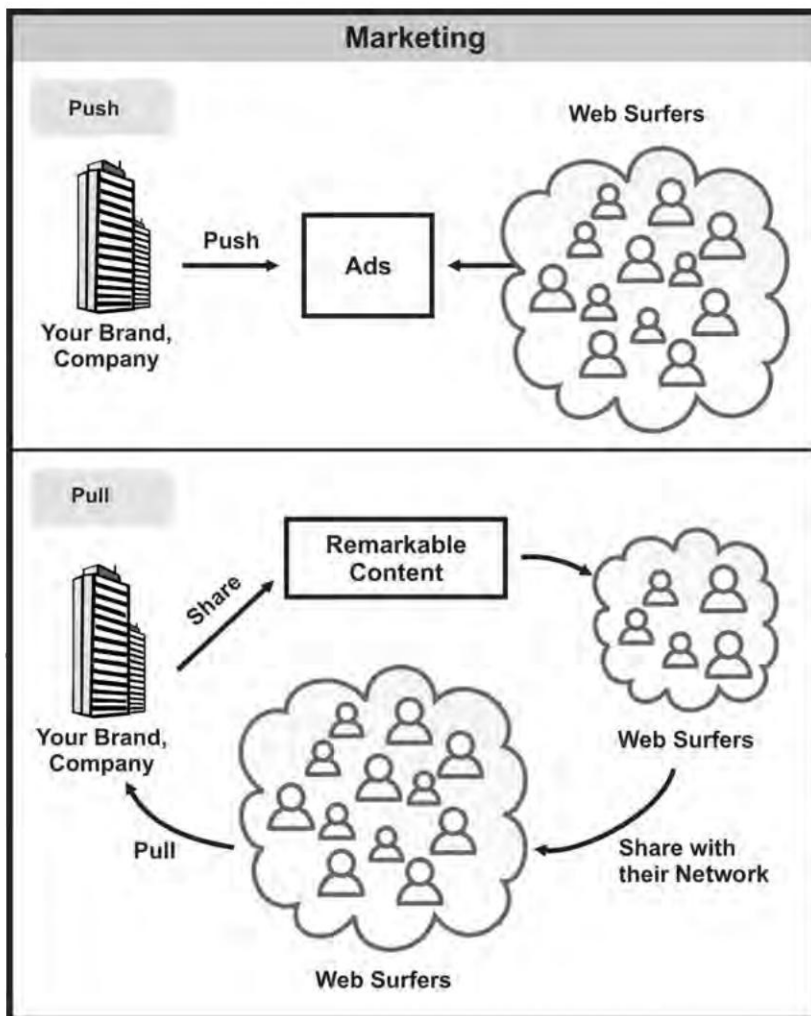 Marketing
Push
Web Surfers
Push
Ads
Your Brand,
Company
Pull
Remarkable
Content
Share
Your Brand,
Company
Web Surfers
Pull
Share with
their Network
Web Surfers